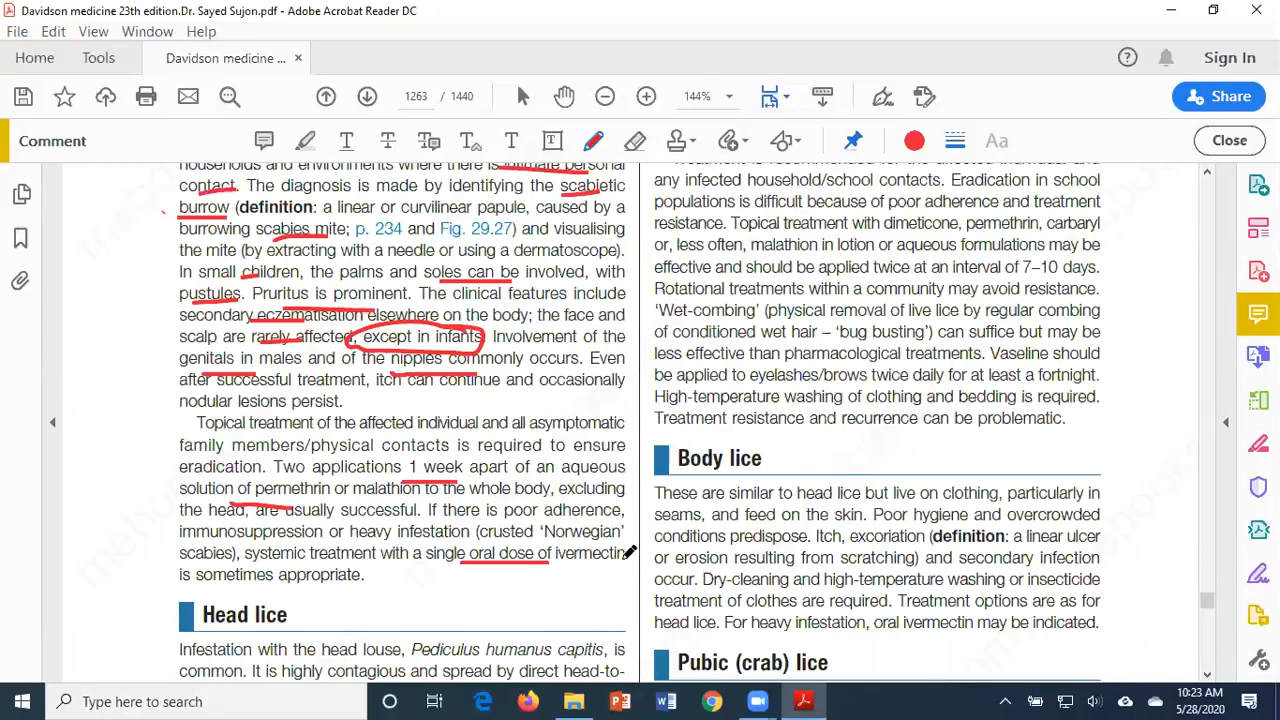 Davidson medicine 23th edition.Dr. Sayed Sujon.pdf - Adobe Acrobat Reader DC
File Edit View Window Help
Home Tools Davidson medicine ... × Sign In
1263 / 1440 144% Share
Comment Aa Close
households and environments where there is intimate personal
contact. The diagnosis is made by identifying the scabietic
burrow (definition: a linear or curvilinear papule, caused by a
burrowing scabies mite; p. 234 and Fig. 29.27) and visualising
the mite (by extracting with a needle or using a dermatoscope).
In small children, the palms and soles can be involved, with
pustules. Pruritus is prominent. The clinical features include
secondary eczematisation elsewhere on the body; the face and
scalp are rarely affected, except in infants. Involvement of the
genitals in males and of the nipples commonly occurs. Even
after successful treatment, itch can continue and occasionally
nodular lesions persist.
Topical treatment of the affected individual and all asymptomatic
family members/physical contacts is required to ensure
eradication. Two applications 1 week apart of an aqueous
solution of permethrin or malathion to the whole body, excluding
the head, are usually successful. If there is poor adherence,
immunosuppression or heavy infestation (crusted ‘Norwegian’
scabies), systemic treatment with a single oral dose of ivermectin
is sometimes appropriate.
Head lice
Infestation with the head louse, Pediculus humanus capitis, is
common. It is highly contagious and spread by direct head-to-
any infected household/school contacts. Eradication in school
populations is difficult because of poor adherence and treatment
resistance. Topical treatment with dimeticone, permethrin, carbaryl
or, less often, malathion in lotion or aqueous formulations may be
effective and should be applied twice at an interval of 7–10 days.
Rotational treatments within a community may avoid resistance.
‘Wet-combing’ (physical removal of live lice by regular combing
of conditioned wet hair – ‘bug busting’) can suffice but may be
less effective than pharmacological treatments. Vaseline should
be applied to eyelashes/brows twice daily for at least a fortnight.
High-temperature washing of clothing and bedding is required.
Treatment resistance and recurrence can be problematic.
Body lice
These are similar to head lice but live on clothing, particularly in
seams, and feed on the skin. Poor hygiene and overcrowded
conditions predispose. Itch, excoriation (definition: a linear ulcer
or erosion resulting from scratching) and secondary infection
occur. Dry-cleaning and high-temperature washing or insecticide
treatment of clothes are required. Treatment options are as for
head lice. For heavy infestation, oral ivermectin may be indicated.
Pubic (crab) lice
Type here to search
10:23 AM
5/28/2020